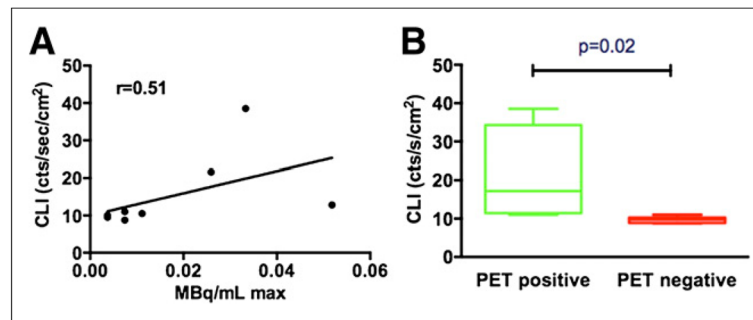 A
CLI (cts/sec/cm²)
50
40
30
20
10
0
r=0.51
0.00 0.02 0.04 0.06
MBq/mL max
B
p=0.02
CLI (cts/s/cm²)
50
40
30
20
10
0
PET positive PET negative